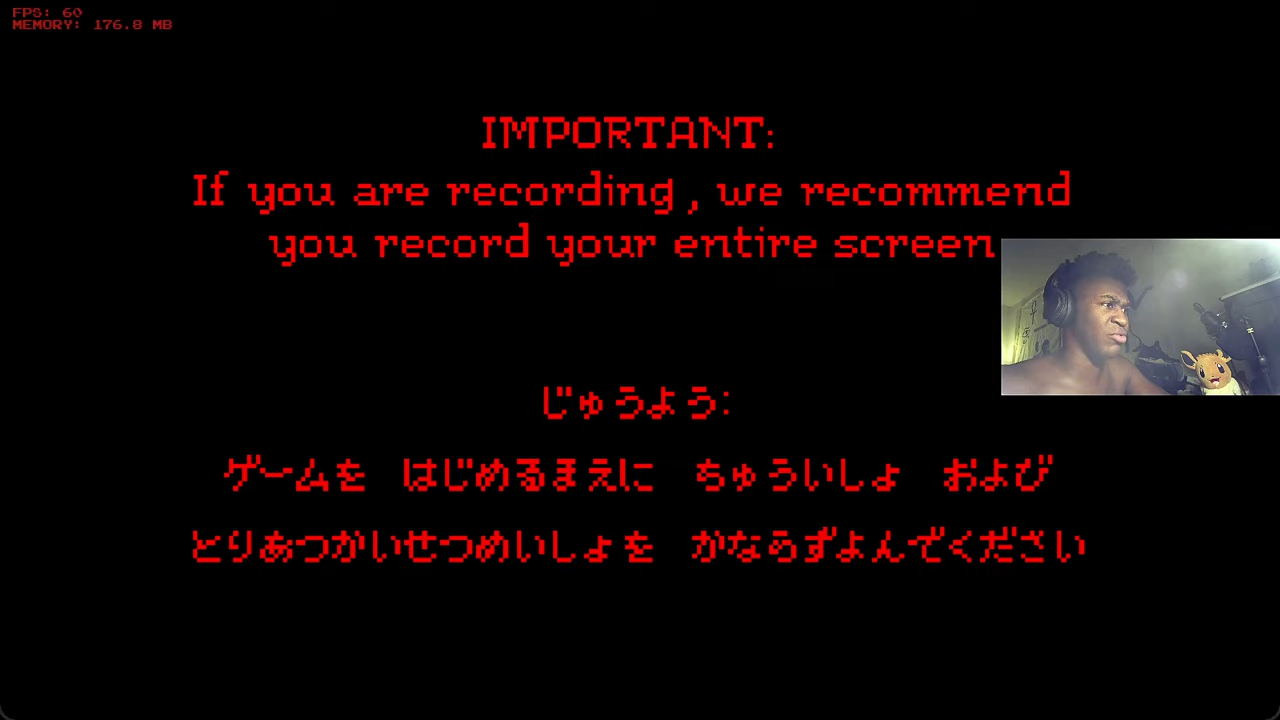 FPS: 60
MEMORY: 176.8 MB
IMPORTANT:
If you are recording , we recommend
you record your entire screen
じゅうよう:
ゲームを はじめるまえに ちゅういしょ および
とりあつかいせつめいしょを かならずよんでください